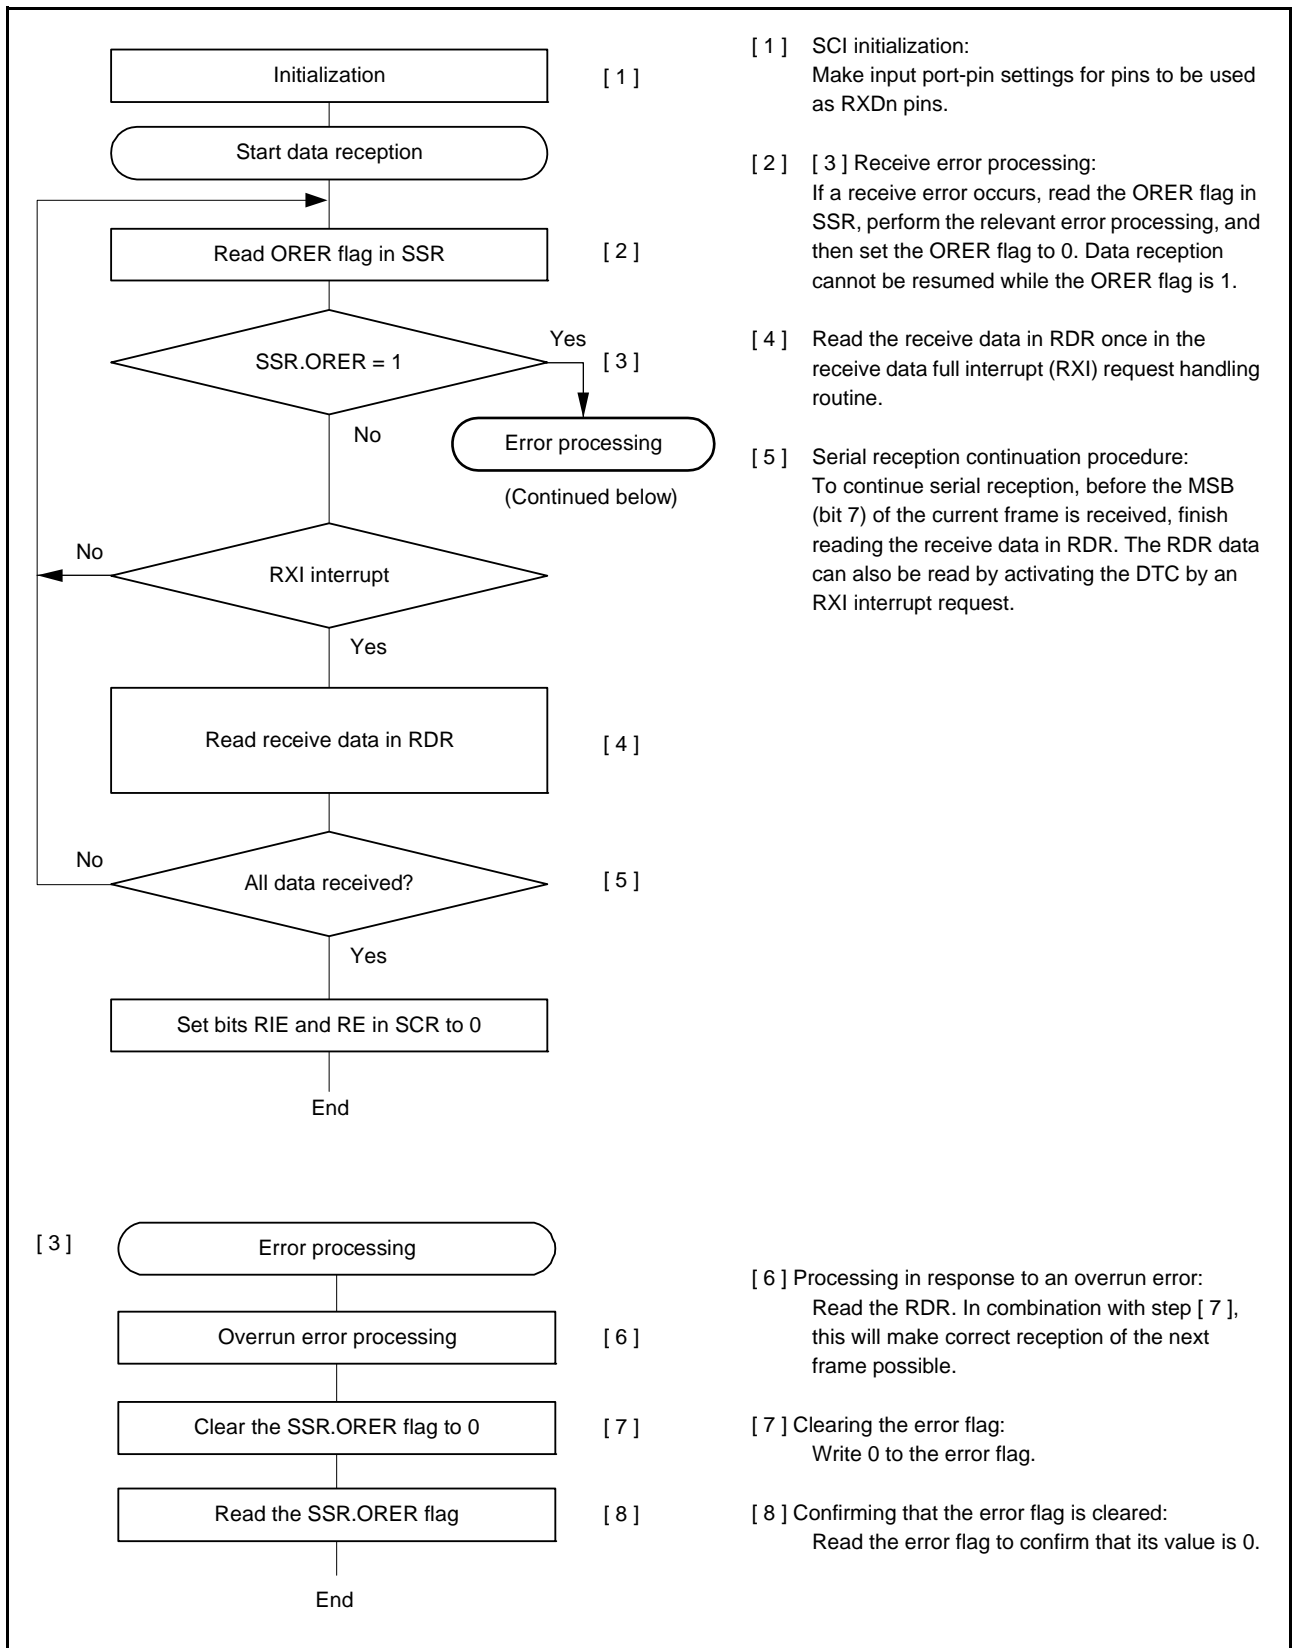 Initialization
[ 1 ]
Start data reception
Read ORER flag in SSR
[ 2 ]
SSR.ORER = 1
Yes
[ 3 ]
No
Error processing
(Continued below)
No
RXI interrupt
Yes
Read receive data in RDR
[ 4 ]
No
All data received?
[ 5 ]
Yes
Set bits RIE and RE in SCR to 0
End
[ 1 ] SCI initialization:
Make input port-pin settings for pins to be used
as RXDn pins.
[ 2 ] [ 3 ] Receive error processing:
If a receive error occurs, read the ORER flag in
SSR, perform the relevant error processing, and
then set the ORER flag to 0. Data reception
cannot be resumed while the ORER flag is 1.
[ 4 ] Read the receive data in RDR once in the
receive data full interrupt (RXI) request handling
routine.
[ 5 ] Serial reception continuation procedure:
To continue serial reception, before the MSB
(bit 7) of the current frame is received, finish
reading the receive data in RDR. The RDR data
can also be read by activating the DTC by an
RXI interrupt request.
[ 3 ]
Error processing
Overrun error processing
[ 6 ]
Clear the SSR.ORER flag to 0
[ 7 ]
Read the SSR.ORER flag
[ 8 ]
End
[ 6 ] Processing in response to an overrun error:
Read the RDR. In combination with step [ 7 ],
this will make correct reception of the next
frame possible.
[ 7 ] Clearing the error flag:
Write 0 to the error flag.
[ 8 ] Confirming that the error flag is cleared:
Read the error flag to confirm that its value is 0.